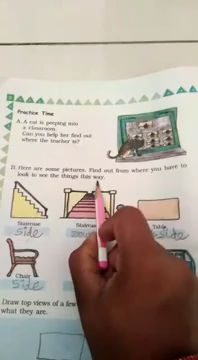 Practice Time
A. A cat is peeping into
a classroom.
Can you help her find out
where the teacher is?
D. Here are some pictures. Find out from where you have to
look to see the things this way.
Staircase
Staircase
Table
side
side
Chair
side
Draw top views of a few
what they are.